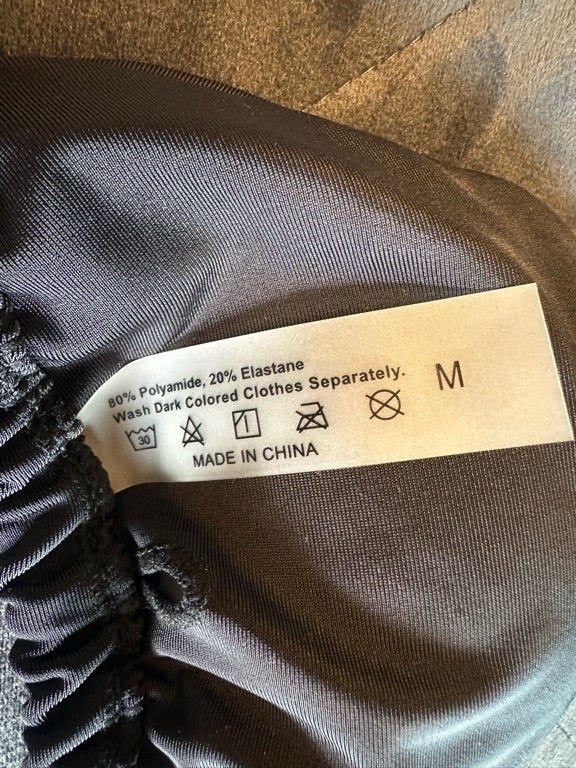 80% Polyamide, 20% Elastane
Wash Dark Colored Clothes Separately.
M
30
MADE IN CHINA